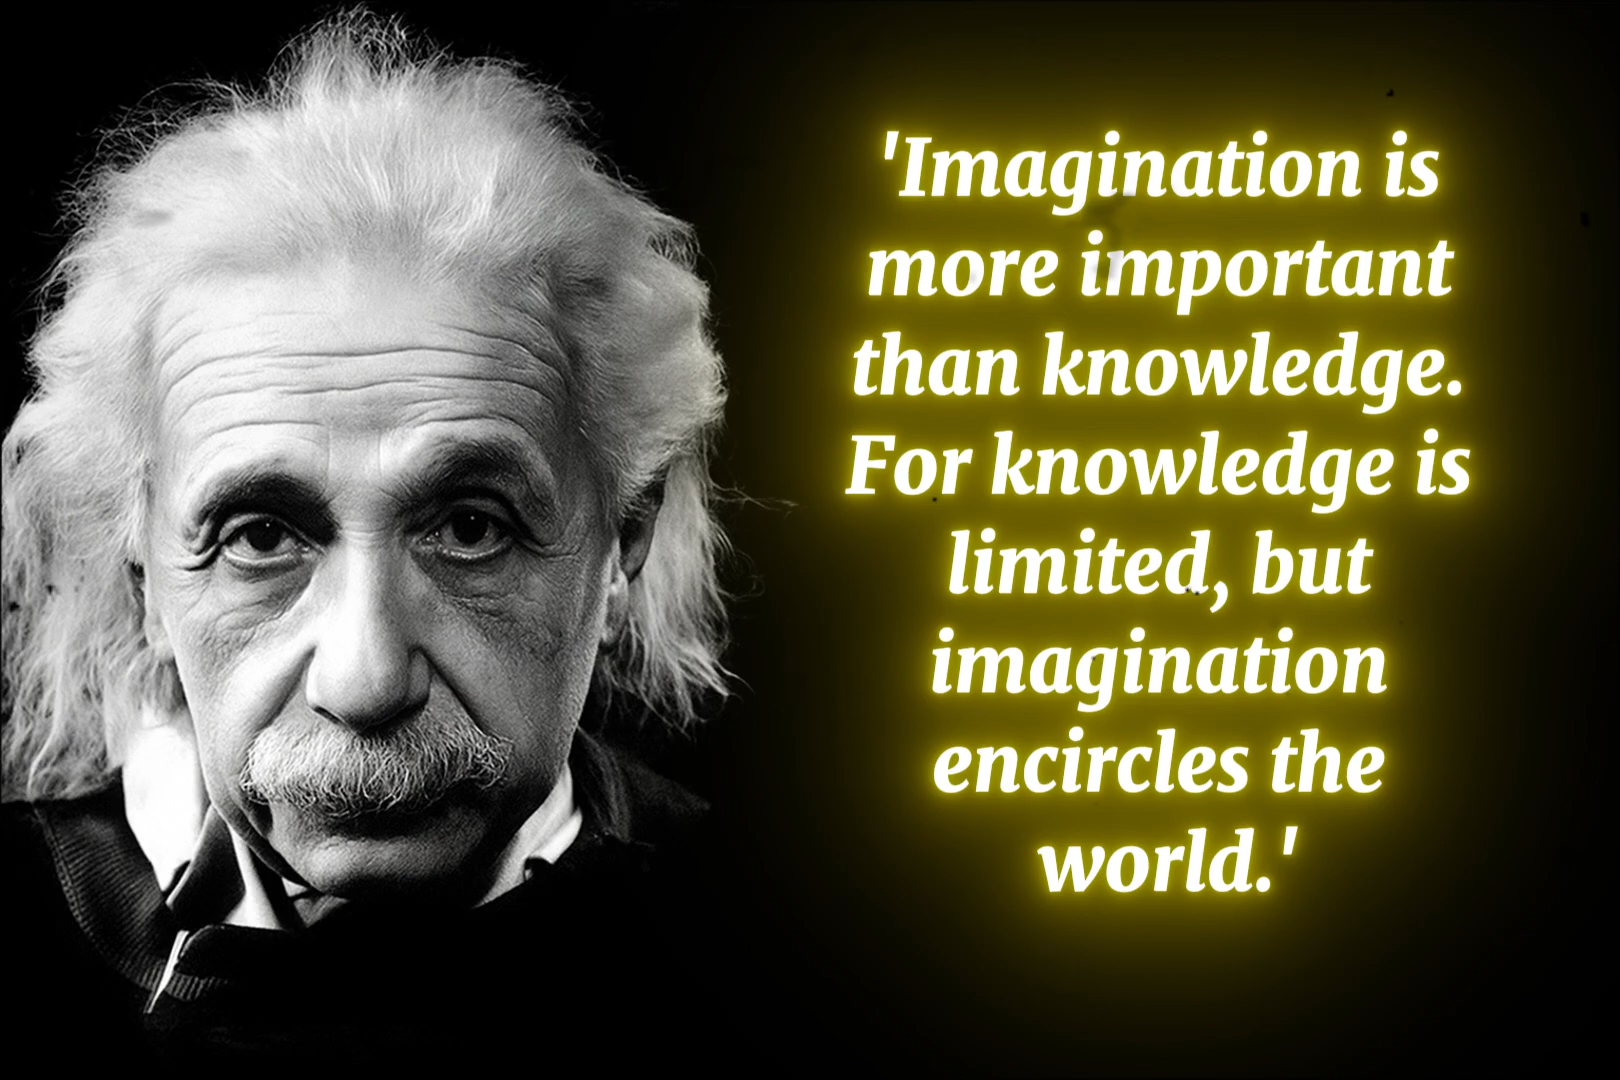 'Imagination is
more important
than knowledge.
For knowledge is
limited, but
imagination
encircles the
world.'